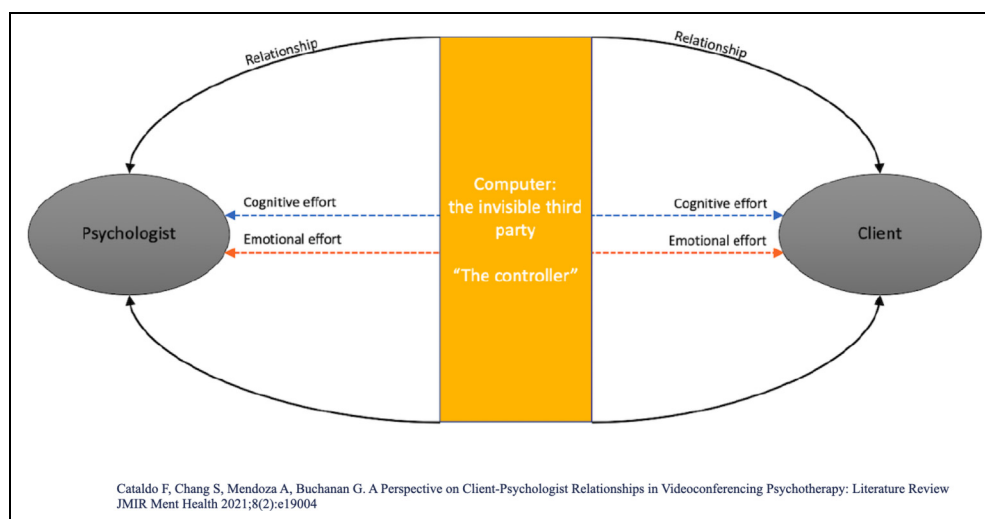 Relationship
Relationship
Computer:
the invisible third
party
"The controller"
Cognitive effort
Cognitive effort
Emotional effort
Emotional effort
Psychologist
Client
Cataldo F, Chang S, Mendoza A, Buchanan G. A Perspective on Client-Psychologist Relationships in Videoconferencing Psychotherapy: Literature Review
JMIR Ment Health 2021;8(2):e19004